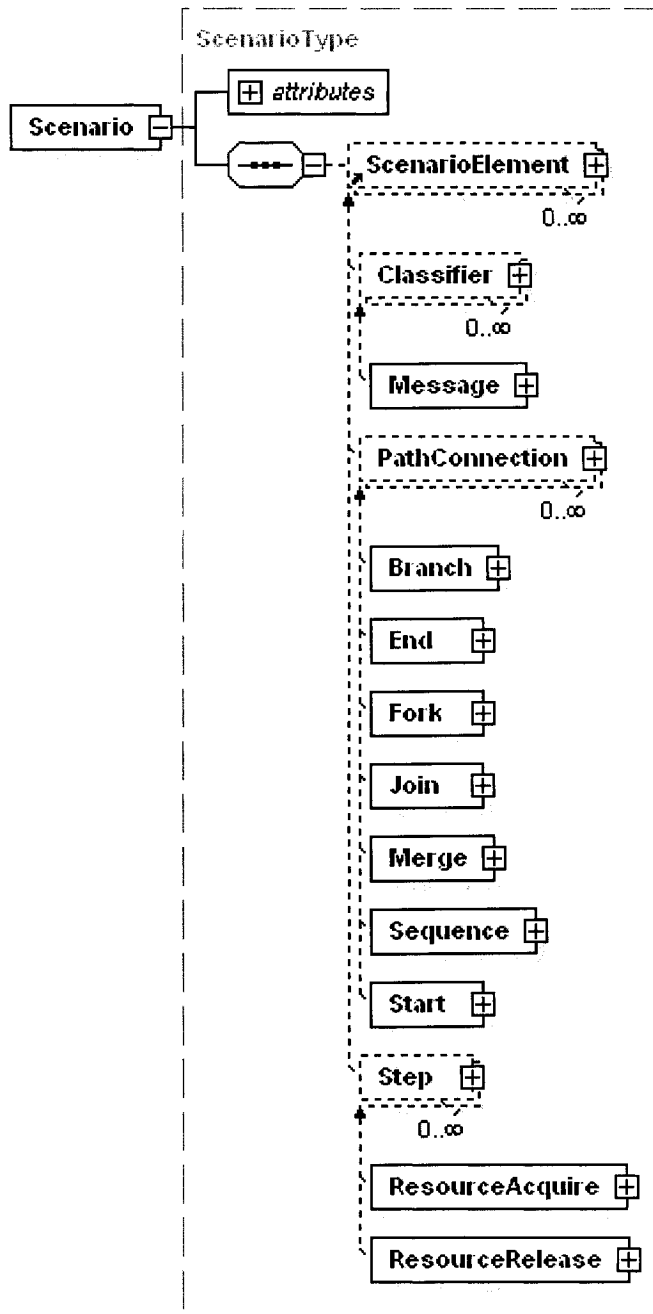 ScenarioType
attributes
Scenario
ScenarioElement
0..∞
Classifier
0..∞
Message
PathConnection
0..∞
Branch
End
Fork
Join
Merge
Sequence
Start
Step
0..∞
ResourceAcquire
ResourceRelease